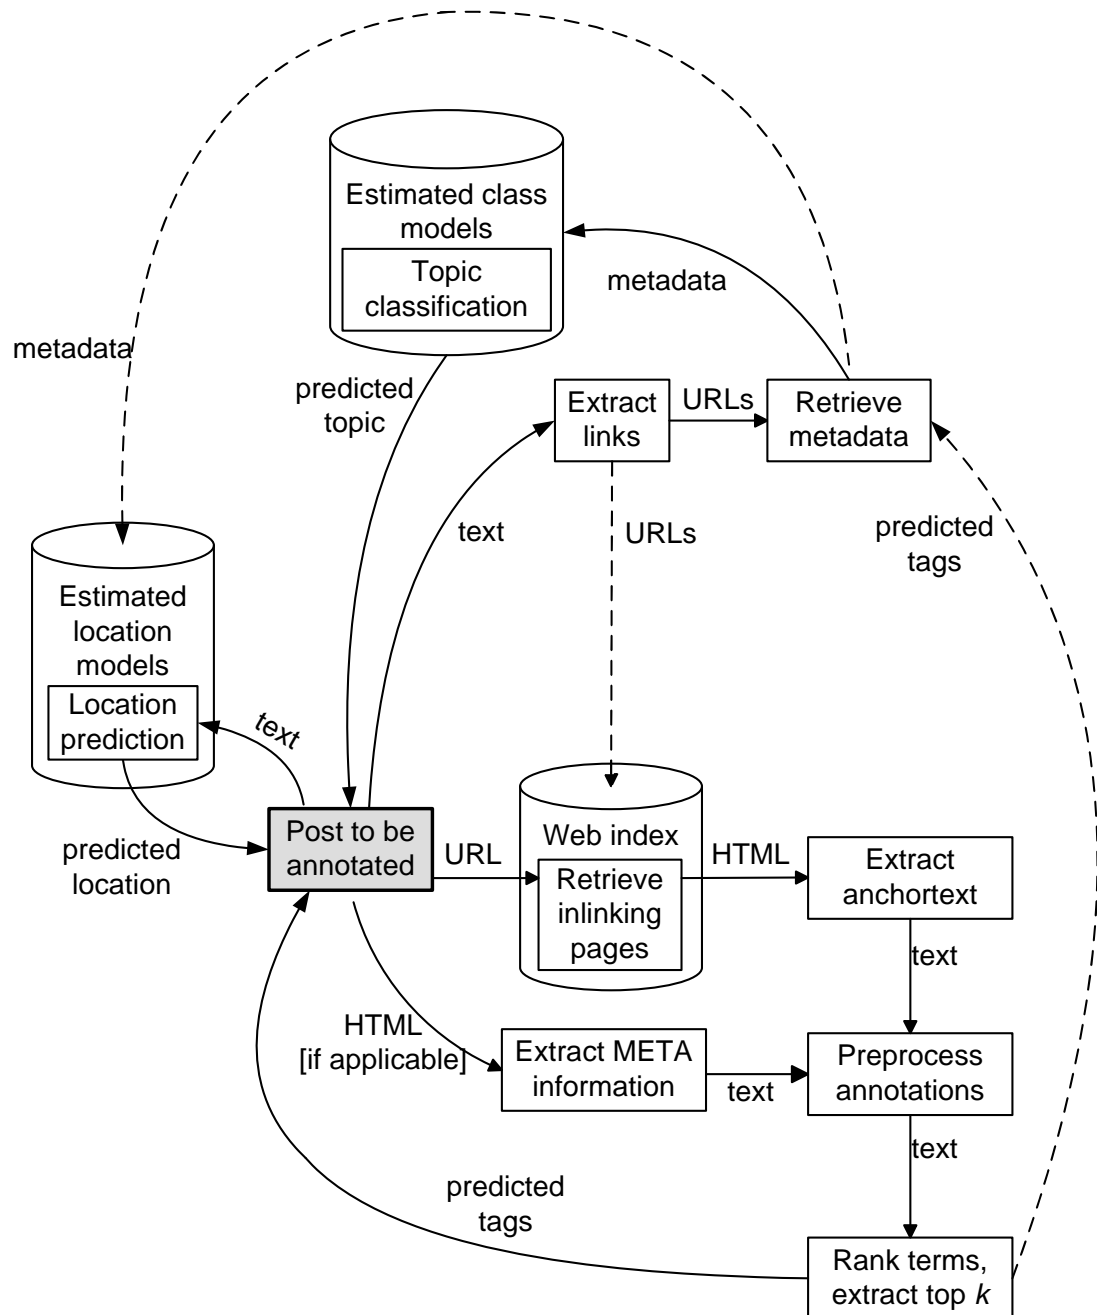 Estimated class
models
Topic
classification
metadata
metadata
predicted
topic
Extract
links
URLs
Retrieve
metadata
text
URLs
predicted
tags
Estimated
location
models
Location
prediction
text
predicted
location
Post to be
annotated
URL
Web index
Retrieve
inlinking
pages
HTML
Extract
anchortext
text
HTML
[if applicable]
Extract META
information
text
Preprocess
annotations
text
predicted
tags
Rank terms,
extract top k